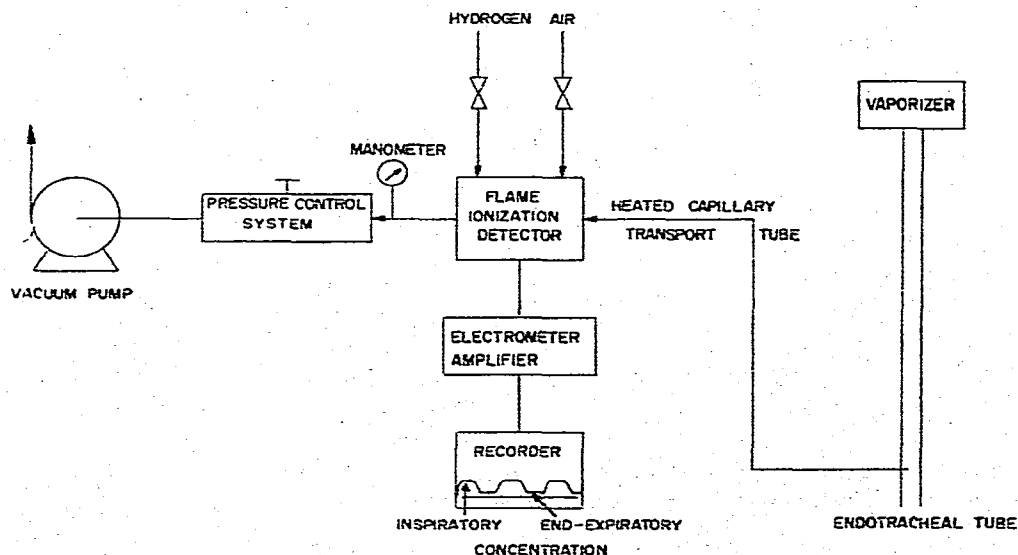 HYDROGEN AIR
VAPORIZER
MANOMETER
PRESSURE CONTROL
SYSTEM
FLAME
IONIZATION
DETECTOR
HEATED CAPILLARY
TRANSPORT TUBE
VACUUM PUMP
ELECTROMETER
AMPLIFIER
RECORDER
INSPIRATORY END-EXPIRATORY
CONCENTRATION
ENDOTRACHEAL TUBE